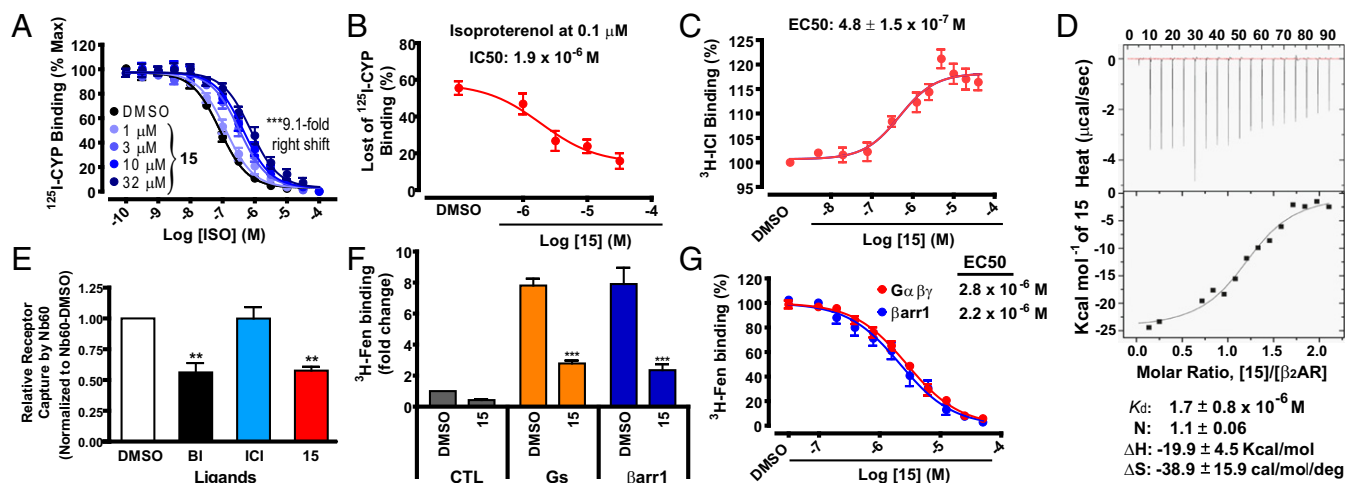 A
¹²⁵I-CYP Binding (% Max)
120
100
80
60
40
20
0
DMSO
1 μM
3 μM
10 μM
32 μM
15
***9.1-fold
right shift
-10
-9
-8
-7
-6
-5
-4
Log [ISO] (M)
B
Isoproterenol at 0.1 μM
IC50: 1.9 x 10⁻⁶ M
Lost of ¹²⁵I-CYP
Binding (%)
80
60
40
20
0
DMSO
-6
-5
-4
Log [15] (M)
C
EC50: 4.8 ± 1.5 x 10⁻⁷ M
³H-ICI Binding (%)
125
120
115
110
105
100
95
DMSO
-8
-7
-6
-5
-4
Log [15] (M)
D
0 10 20 30 40 50 60 70 80 90
Heat (μcal/sec)
0
-2
-4
Kcal mol⁻¹ of 15
0
-5
-10
-15
-20
-25
0.0 0.5 1.0 1.5 2.0
Molar Ratio, [15]/[β₂AR]
Kd: 1.7 ± 0.8 x 10⁻⁶ M
N: 1.1 ± 0.06
ΔH: -19.9 ± 4.5 Kcal/mol
ΔS: -38.9 ± 15.9 cal/mol/deg
E
Relative Receptor
Capture by Nb60
(Normalized to Nb60-DMSO)
1.25
1.00
0.75
0.50
0.25
0.00
**
**
DMSO
BI
ICI
15
Ligands
F
³H-Fen binding
(fold change)
10
8
6
4
2
0
***
***
DMSO
15
DMSO
15
DMSO
15
CTL
Gs
βarr1
G
³H-Fen binding (%)
120
100
80
60
40
20
0
EC50
Gα βγ 2.8 x 10⁻⁶ M
βarr1 2.2 x 10⁻⁶ M
DMSO
-7
-6
-5
-4
Log [15] (M)